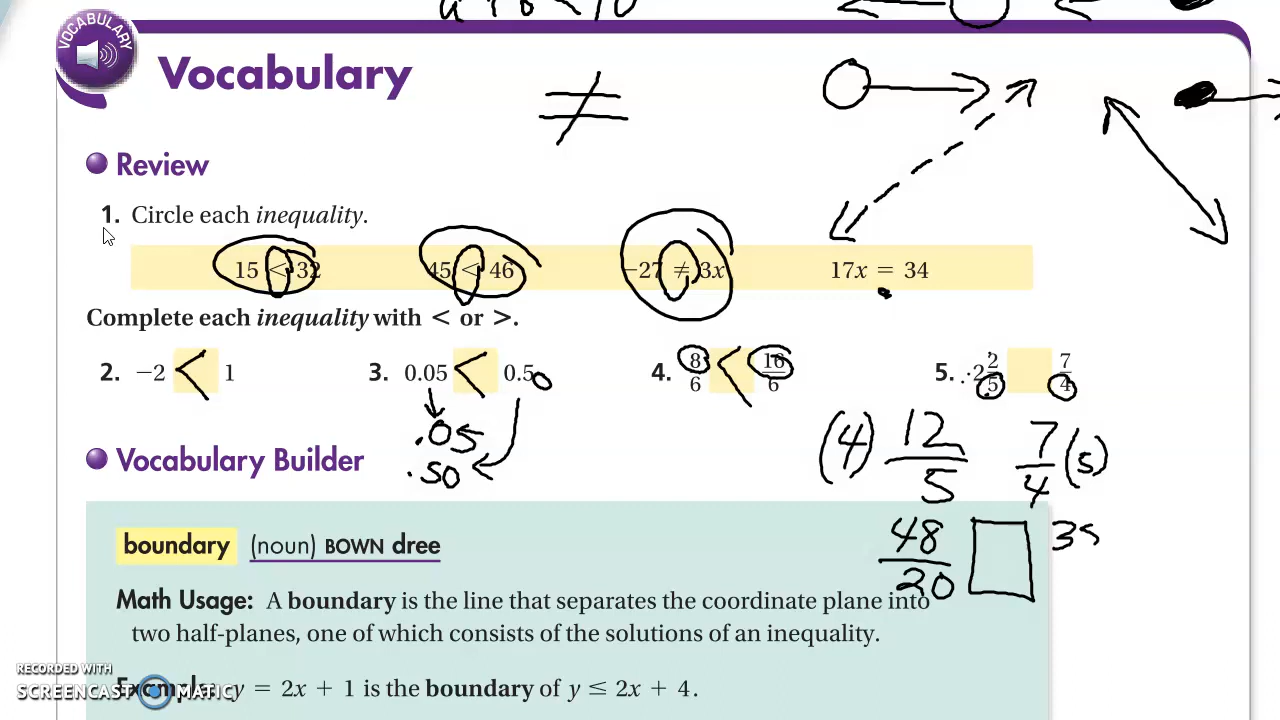 VOCABULARY
Vocabulary
≠
Review
1. Circle each inequality.
15 < 32 45 < 46 −27 ≠ 3x 17x = 34
Complete each inequality with < or >.
2. −2 < 1 3. 0.05 < 0.50 4. 8/6 < 16/6 5. 2 2/5 7/4
.05
.50
(4) 12/5 7/4 (5)
48/20 35
Vocabulary Builder
boundary (noun) BOWN dree
Math Usage: A boundary is the line that separates the coordinate plane into
two half-planes, one of which consists of the solutions of an inequality.
Example: y = 2x + 1 is the boundary of y ≤ 2x + 4.
RECORDED WITH
SCREENCAST MATIC